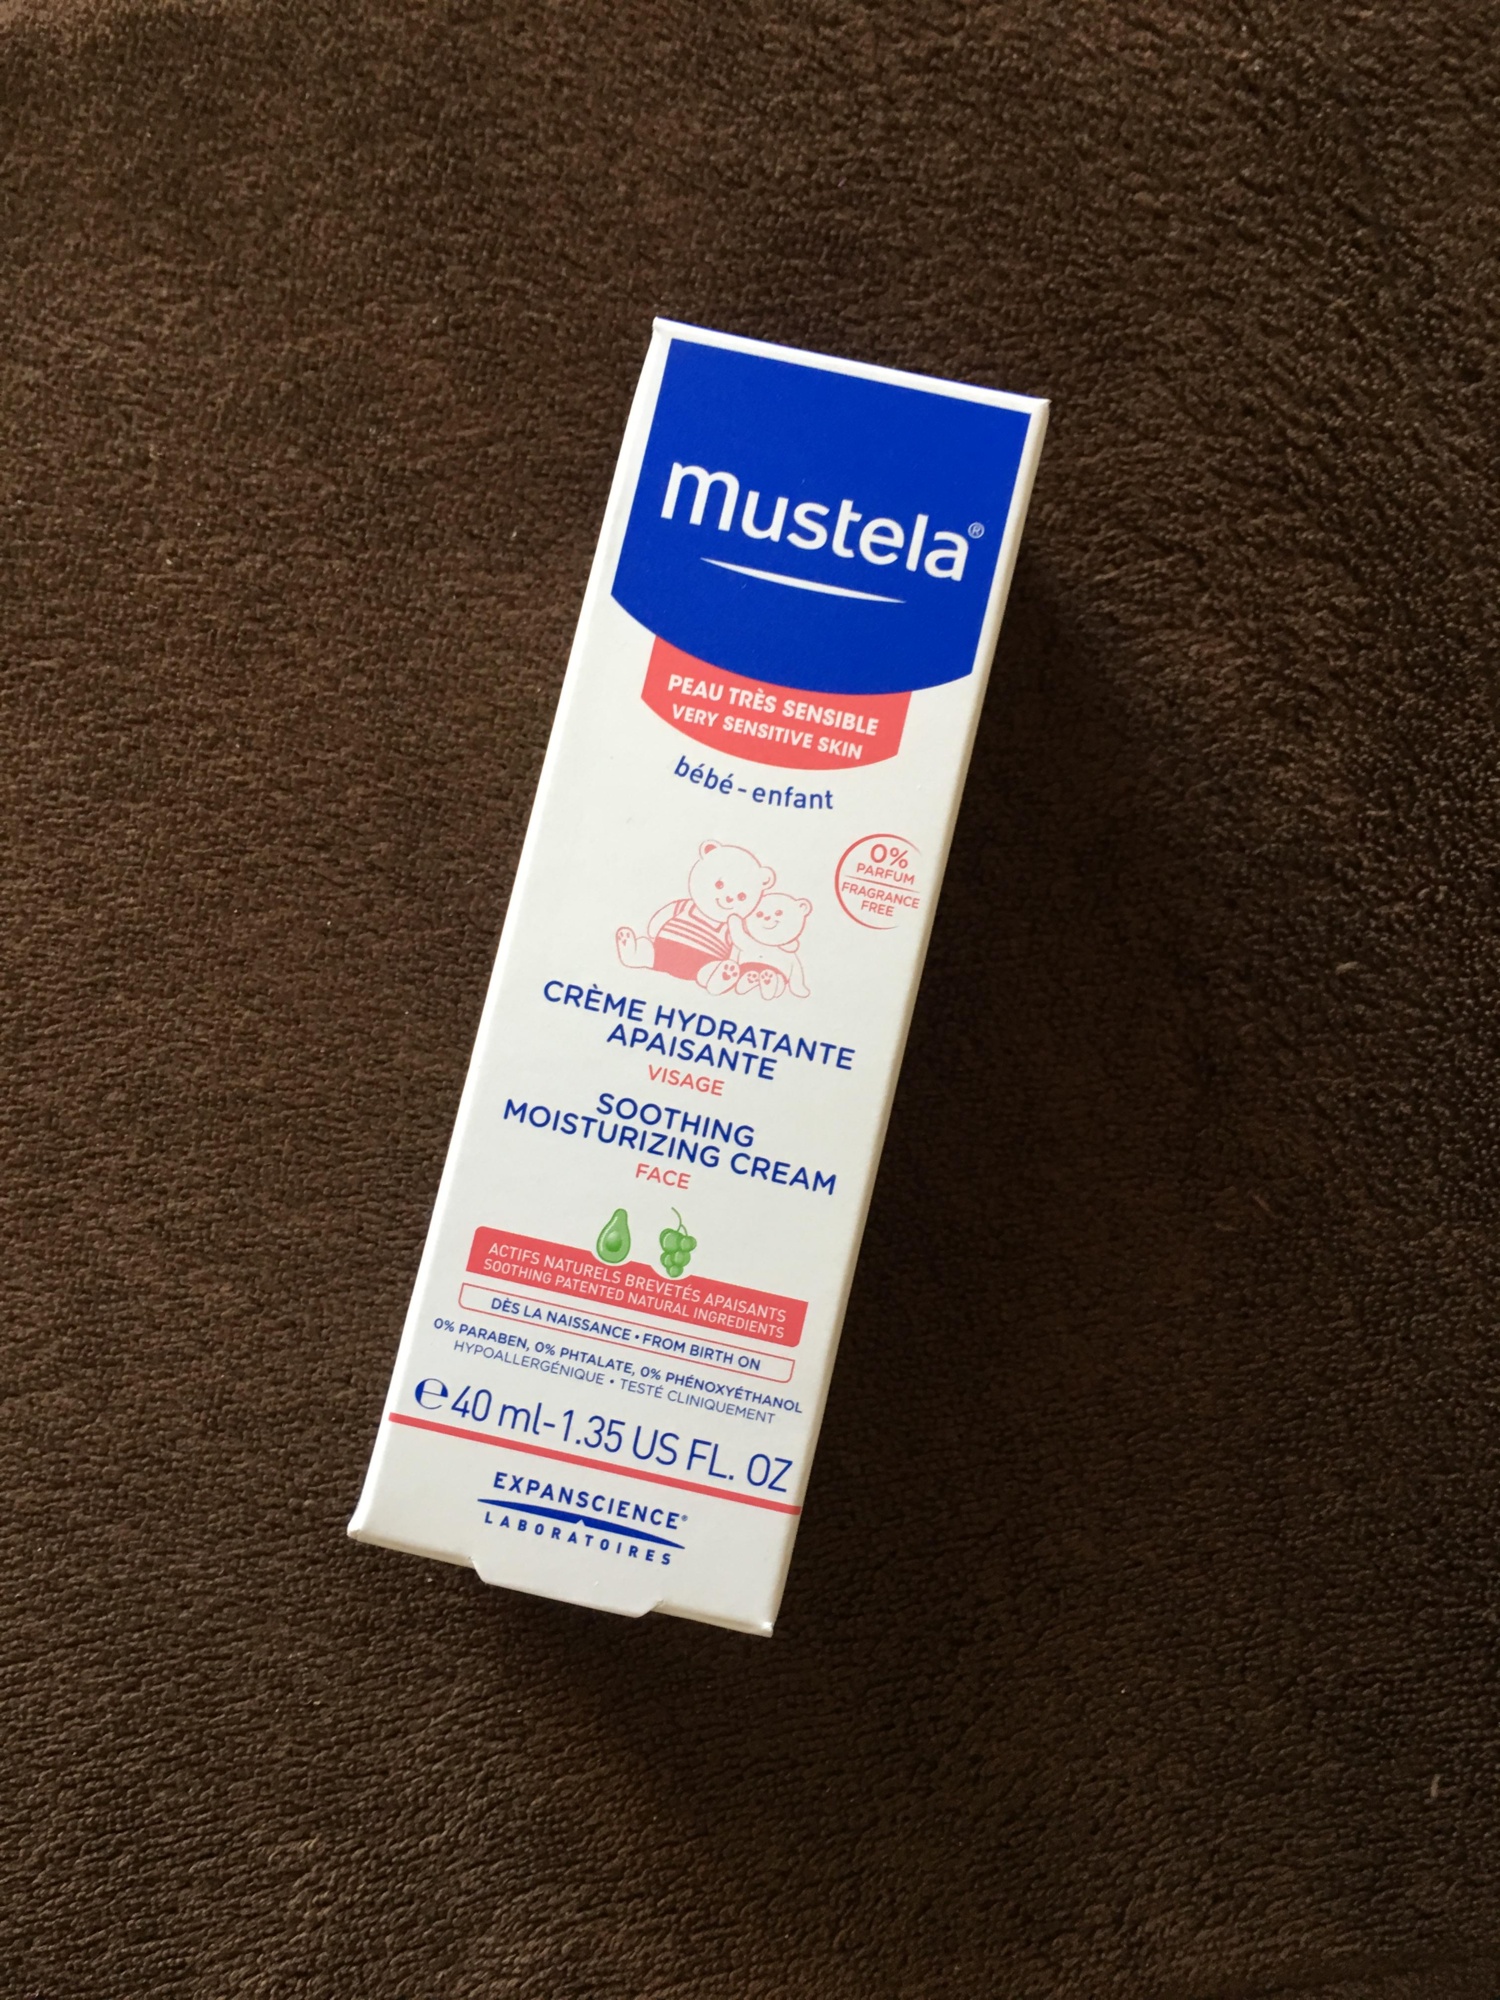 mustela®
PEAU TRÈS SENSIBLE
VERY SENSITIVE SKIN
bébé-enfant
0%
PARFUM
FRAGRANCE
FREE
CRÈME HYDRATANTE
APAISANTE
VISAGE
SOOTHING
MOISTURIZING CREAM
FACE
ACTIFS NATURELS BREVETÉS APAISANTS
SOOTHING PATENTED NATURAL INGREDIENTS
DÈS LA NAISSANCE • FROM BIRTH ON
0% PARABEN, 0% PHTALATE, 0% PHÉNOXYÉTHANOL
HYPOALLERGÉNIQUE • TESTÉ CLINIQUEMENT
℮40 ml-1.35 US FL. OZ
EXPANSCIENCE®
LABORATOIRES